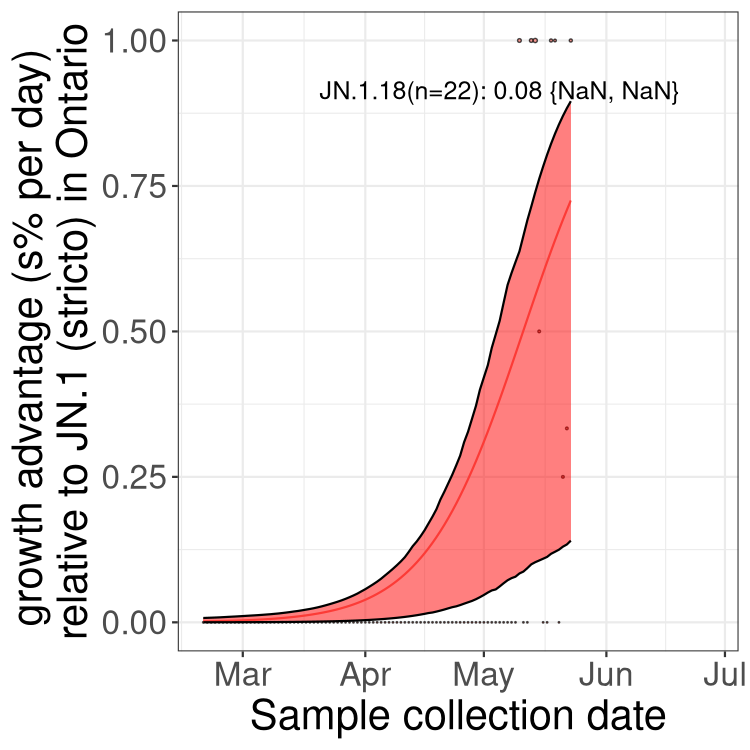 growth advantage (s% per day)
relative to JN.1 (stricto) in Ontario
1.00
0.75
0.50
0.25
0.00
JN.1.18(n=22): 0.08 {NaN, NaN}
Mar Apr May Jun Jul
Sample collection date